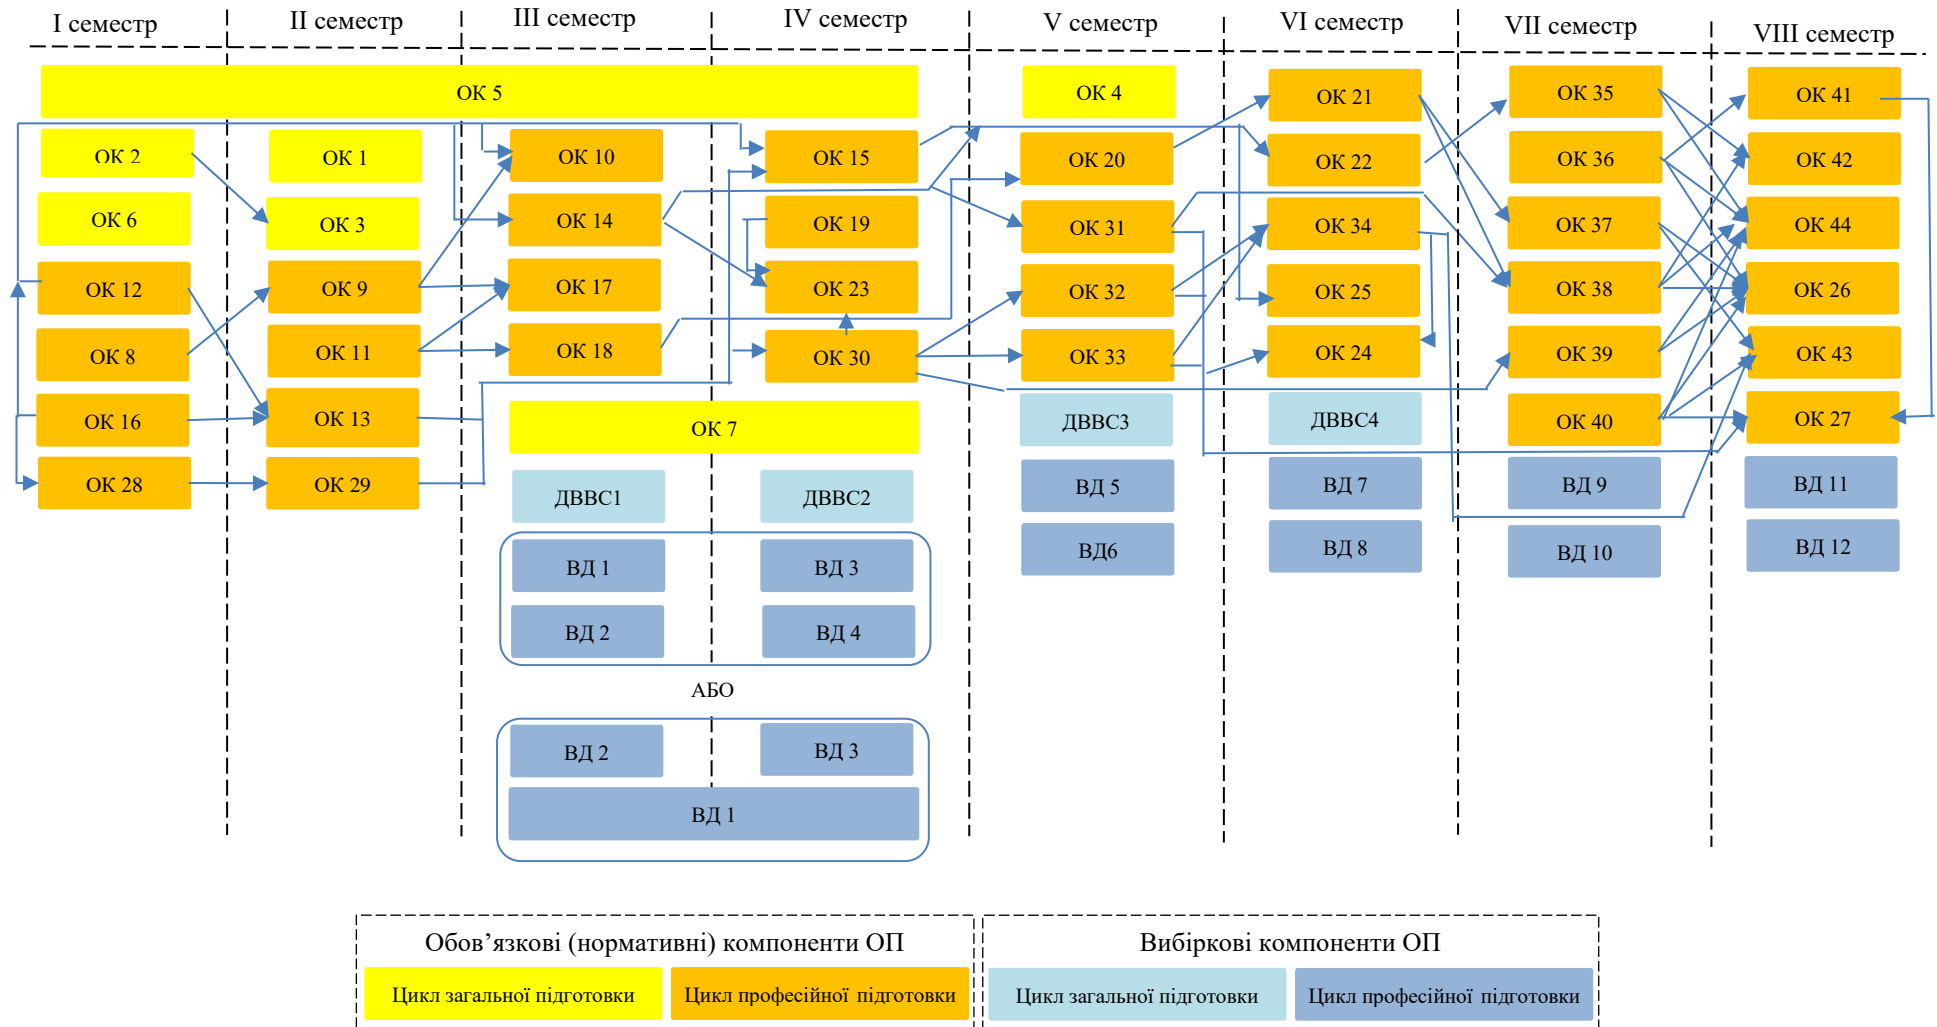 I семестр
II семестр
III семестр
IV семестр
V семестр
VI семестр
VII семестр
VIII семестр
ОК 5
ОК 4
ОК 21
ОК 35
ОК 41
ОК 2
ОК 1
ОК 10
ОК 15
ОК 20
ОК 22
ОК 36
ОК 42
ОК 6
ОК 3
ОК 14
ОК 19
ОК 31
ОК 34
ОК 37
ОК 44
ОК 12
ОК 9
ОК 17
ОК 23
ОК 32
ОК 25
ОК 38
ОК 26
ОК 8
ОК 11
ОК 18
ОК 30
ОК 33
ОК 24
ОК 39
ОК 43
ОК 16
ОК 13
ОК 7
ДВВС3
ДВВС4
ОК 40
ОК 27
ОК 28
ОК 29
ДВВС1
ДВВС2
ВД 5
ВД 7
ВД 9
ВД 11
ВД 1
ВД 3
ВД6
ВД 8
ВД 10
ВД 12
ВД 2
ВД 4
АБО
ВД 2
ВД 3
ВД 1
Обов’язкові (нормативні) компоненти ОП
Вибіркові компоненти ОП
Цикл загальної підготовки
Цикл професійної підготовки
Цикл загальної підготовки
Цикл професійної підготовки